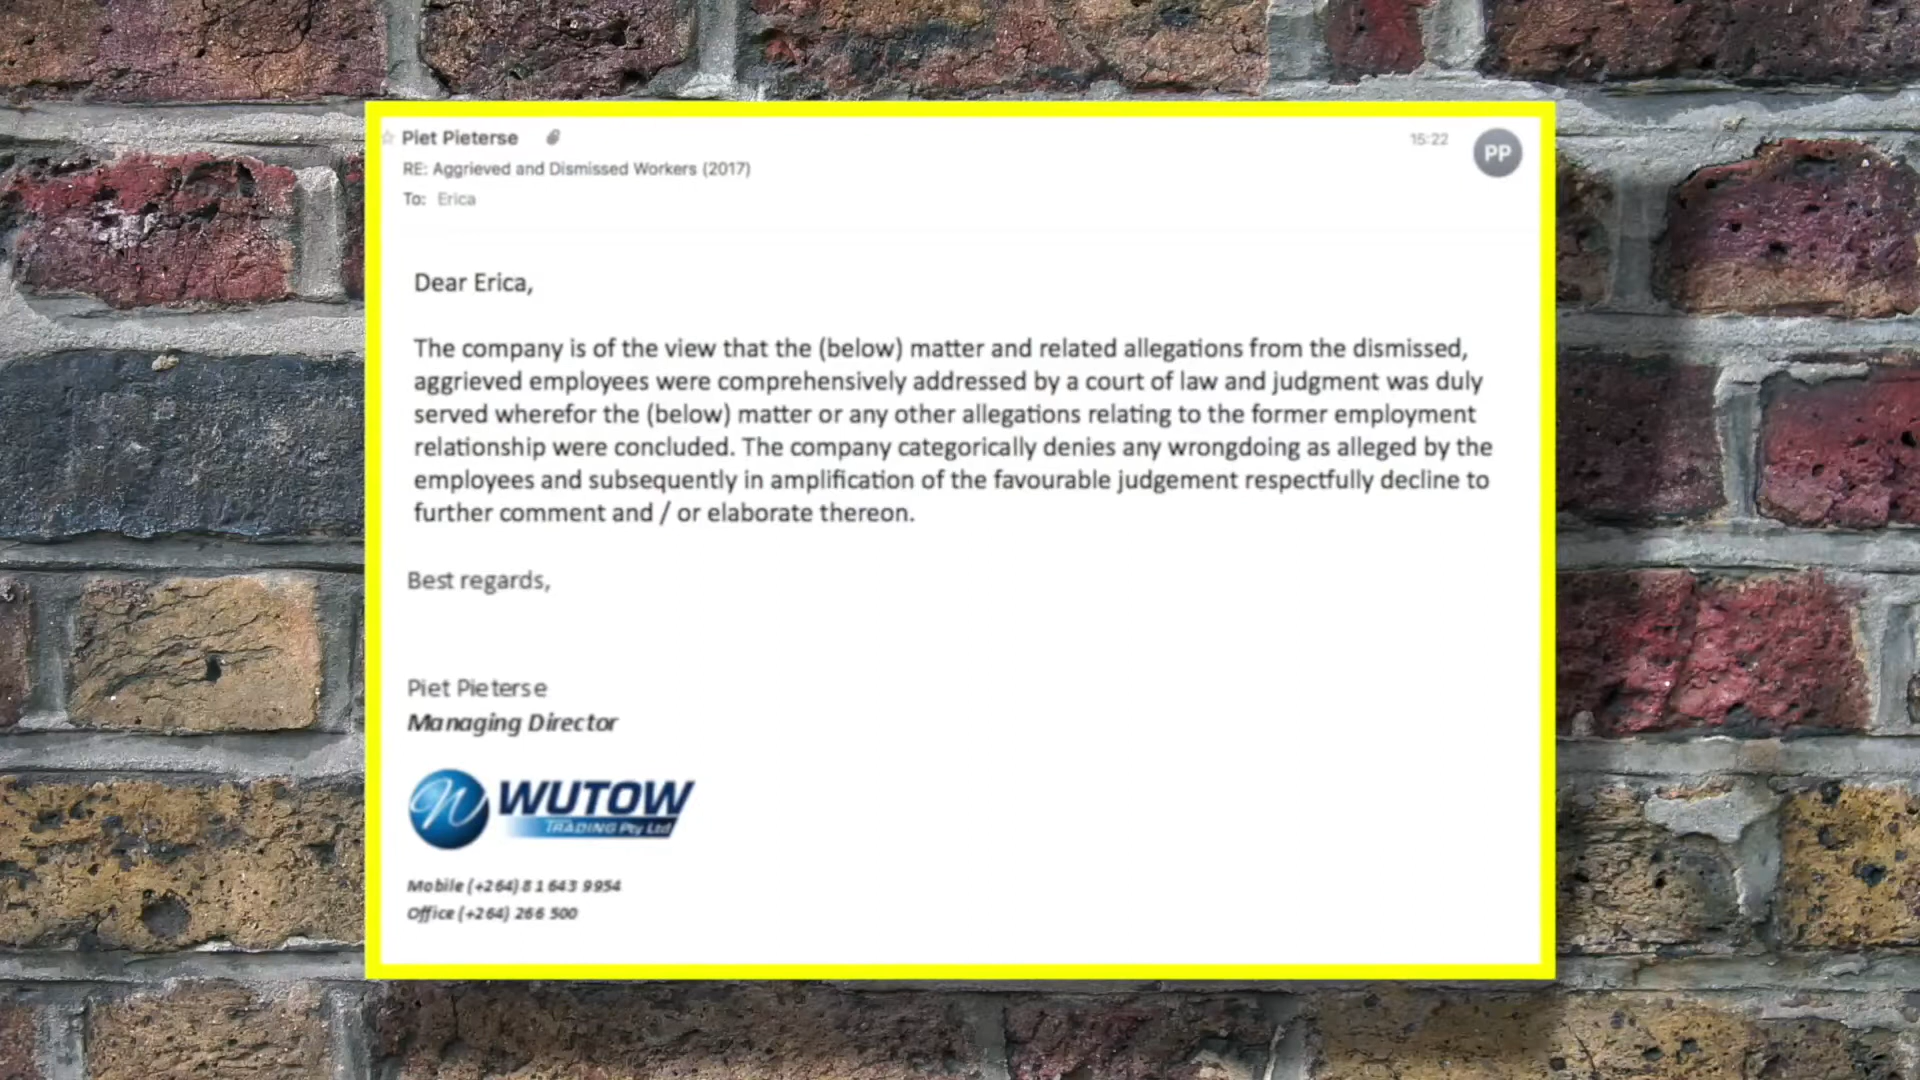 Piet Pieterse
15:22
PP
RE: Aggrieved and Dismissed Workers (2017)
To: Erica
Dear Erica,
The company is of the view that the (below) matter and related allegations from the dismissed,
aggrieved employees were comprehensively addressed by a court of law and judgment was duly
served wherefor the (below) matter or any other allegations relating to the former employment
relationship were concluded. The company categorically denies any wrongdoing as alleged by the
employees and subsequently in amplification of the favourable judgement respectfully decline to
further comment and / or elaborate thereon.
Best regards,
Piet Pieterse
Managing Director
WUTOW
TRADING Pty Ltd
Mobile (+264) 81 643 9954
Office (+264) 266 500